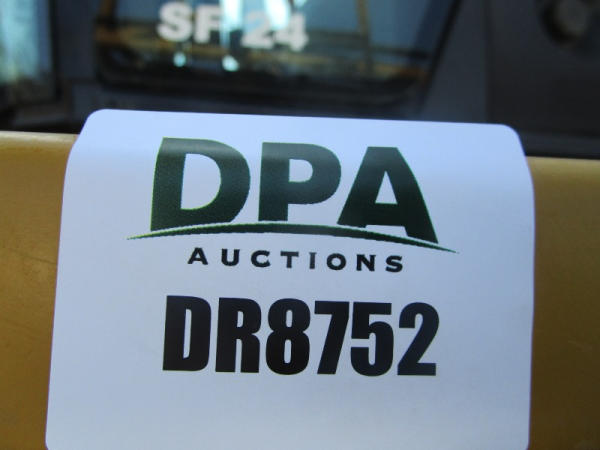 SF 24
DPA
AUCTIONS
DR8752